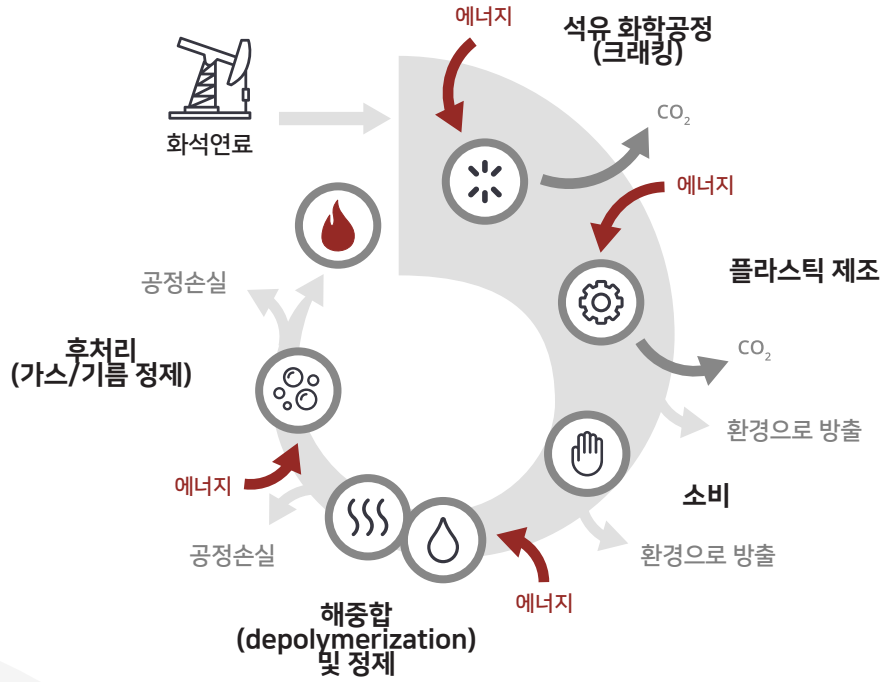 에너지
석유 화학공정
(크래킹)
화석연료
CO₂
에너지
플라스틱 제조
공정손실
후처리
(가스/기름 정제)
CO₂
환경으로 방출
에너지
소비
공정손실
환경으로 방출
에너지
해중합
(depolymerization)
및 정제